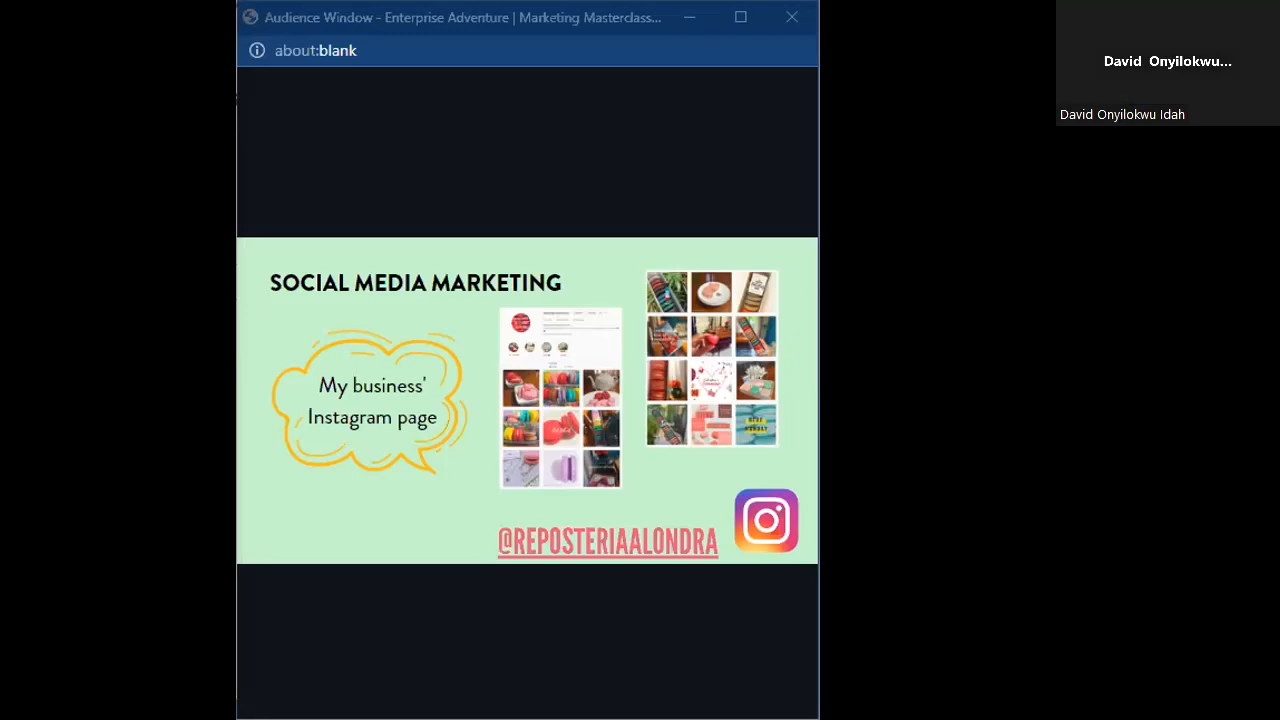 Audience Window - Enterprise Adventure | Marketing Masterclass...
about:blank
David Onyilokwu...
David Onyilokwu Idah
SOCIAL MEDIA MARKETING
My business'
Instagram page
@REPOSTERIAALONDRA